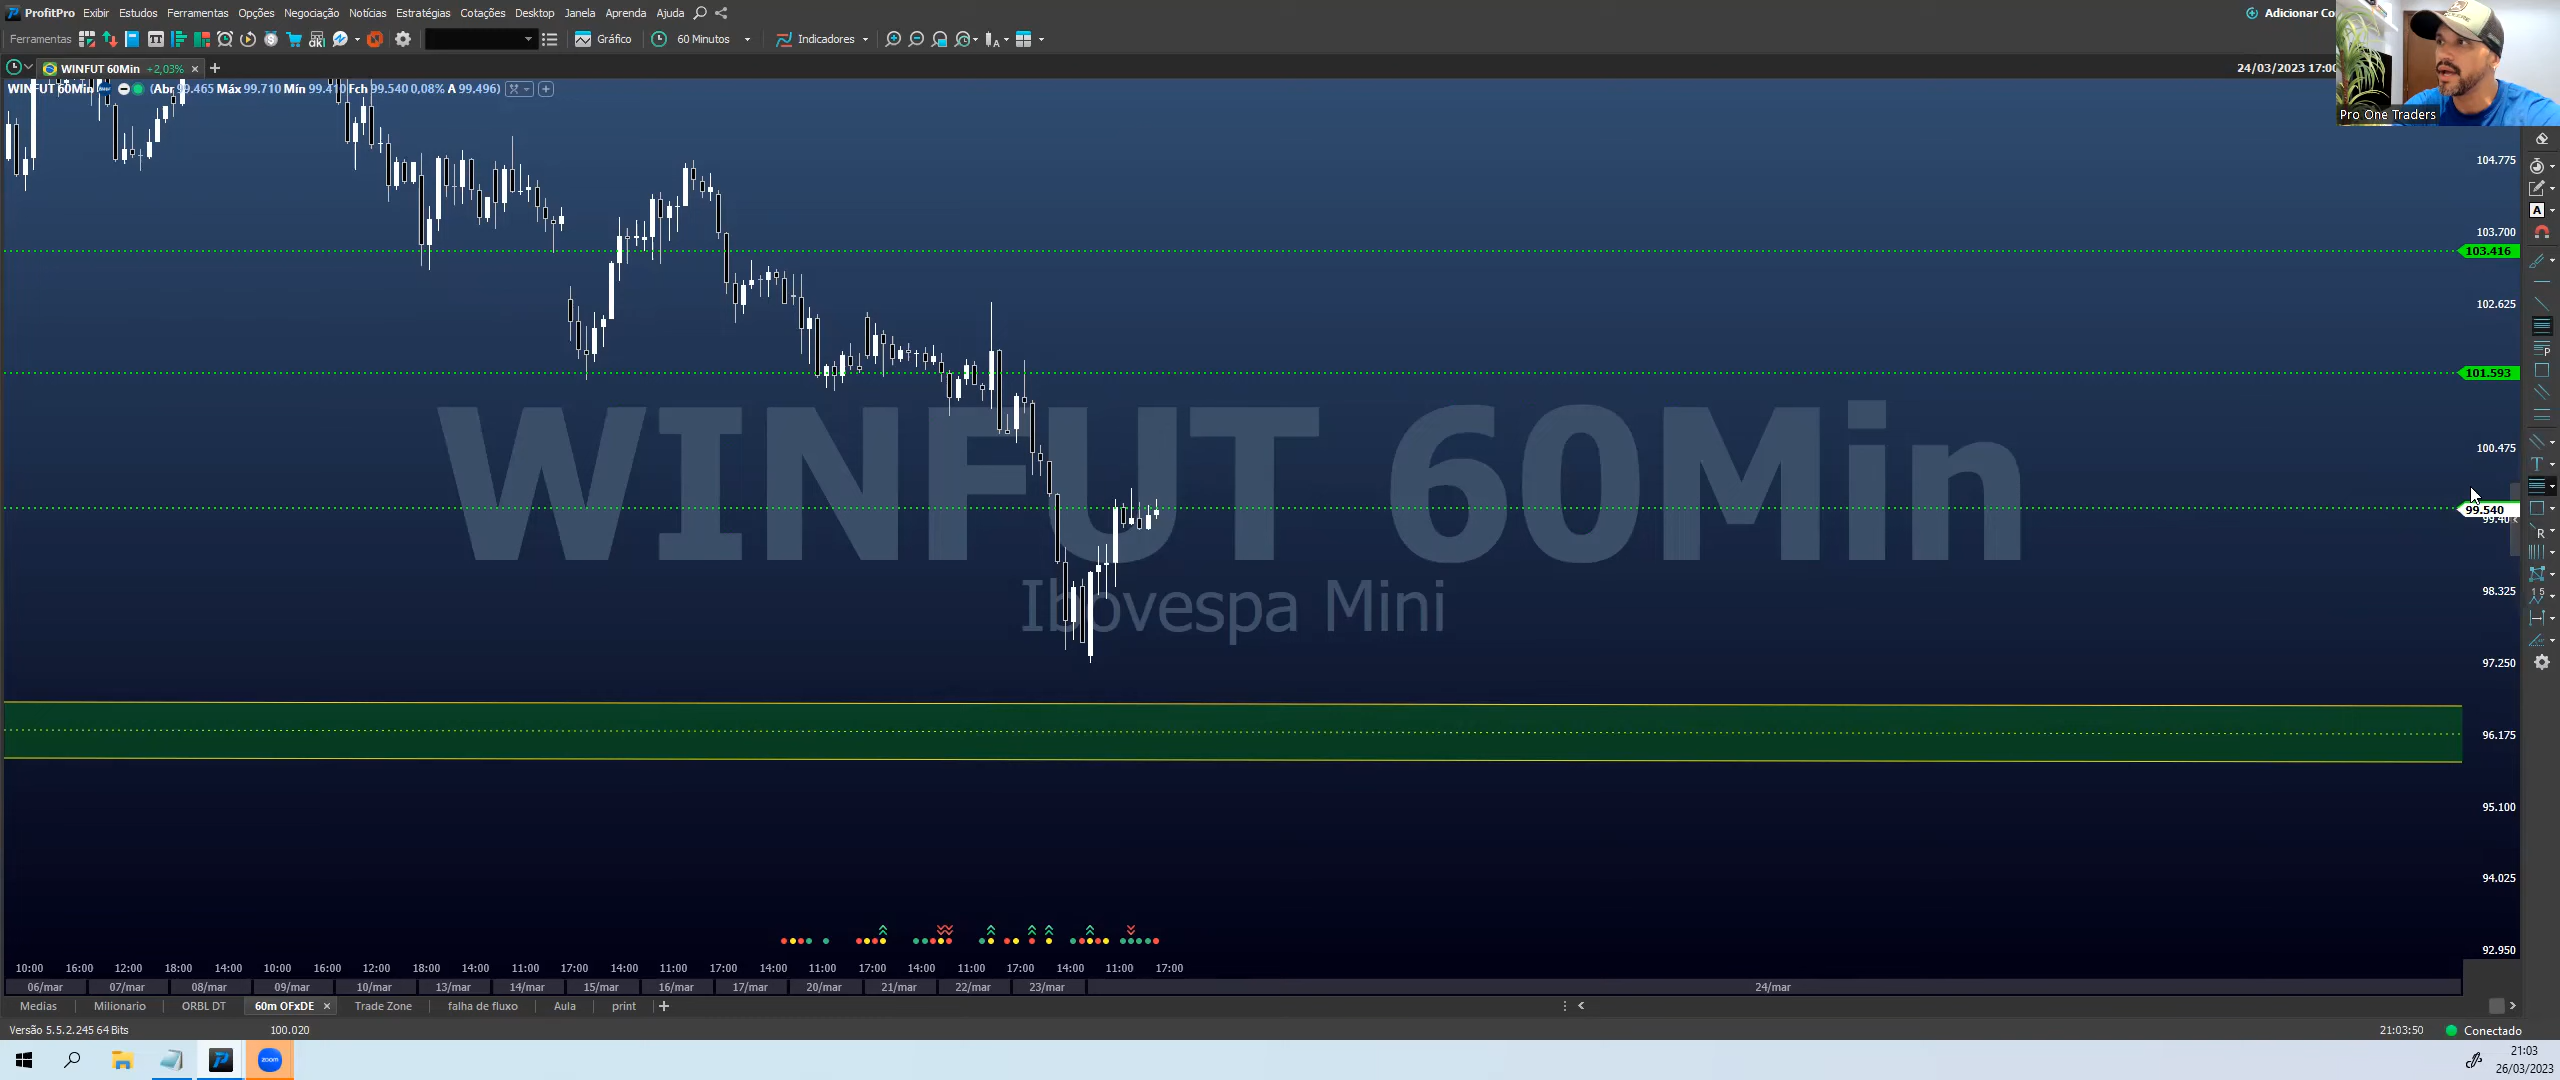 ProfitPro Exibir Estudos Ferramentas Opções Negociação Notícias Estratégias Cotações Desktop Janela Aprenda Ajuda
Adicionar Co
Ferramentas
Gráfico
60 Minutos
Indicadores
WINFUT 60Min +2,03%
24/03/2023 17:00
WINFUT 60Min (Abr 99.465 Máx 99.710 Mín 99.410 Fch 99.540 0,08% A 99.496)
Pro One Traders
104.775
103.700
103.416
102.625
101.593
100.475
99.540
98.325
97.250
96.175
95.100
94.025
92.950
WINFUT 60Min
Ibovespa Mini
10:00 16:00 12:00 18:00 14:00 10:00 16:00 12:00 18:00 14:00 11:00 17:00 14:00 11:00 17:00 14:00 11:00 17:00 14:00 11:00 17:00 14:00 11:00 17:00
06/mar 07/mar 08/mar 09/mar 10/mar 13/mar 14/mar 15/mar 16/mar 17/mar 20/mar 21/mar 22/mar 23/mar 24/mar
Medias Milionario ORBL DT 60m OFxDE Trade Zone falha de fluxo Aula print
Versão 5.5.2.245 64 Bits 100.020 21:03:50 Conectado
zoom
21:03
26/03/2023